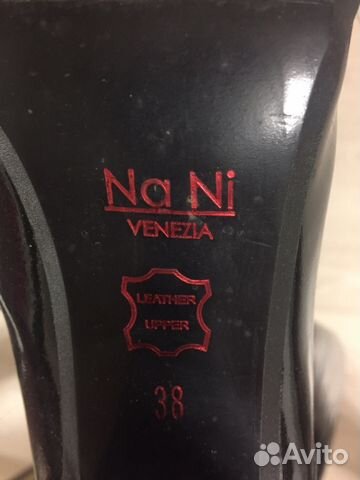 Na Ni
VENEZIA
LEATHER
UPPER
38
Avito